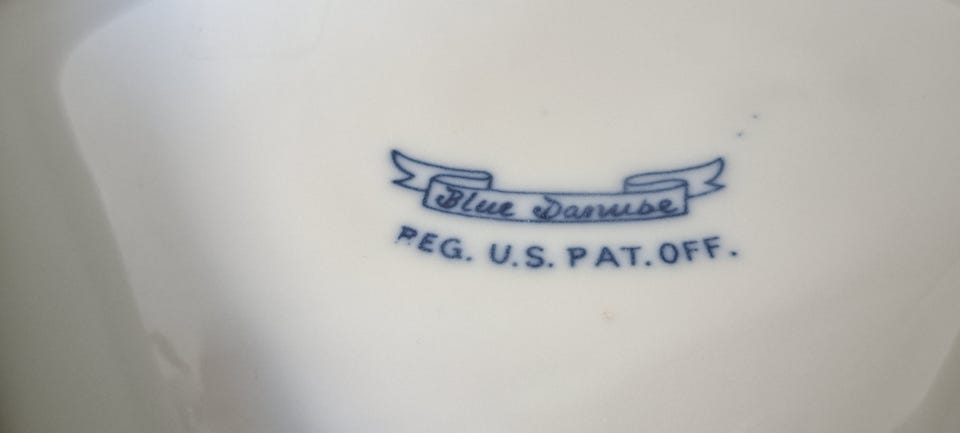 Blue Danube
REG. U.S. PAT. OFF.